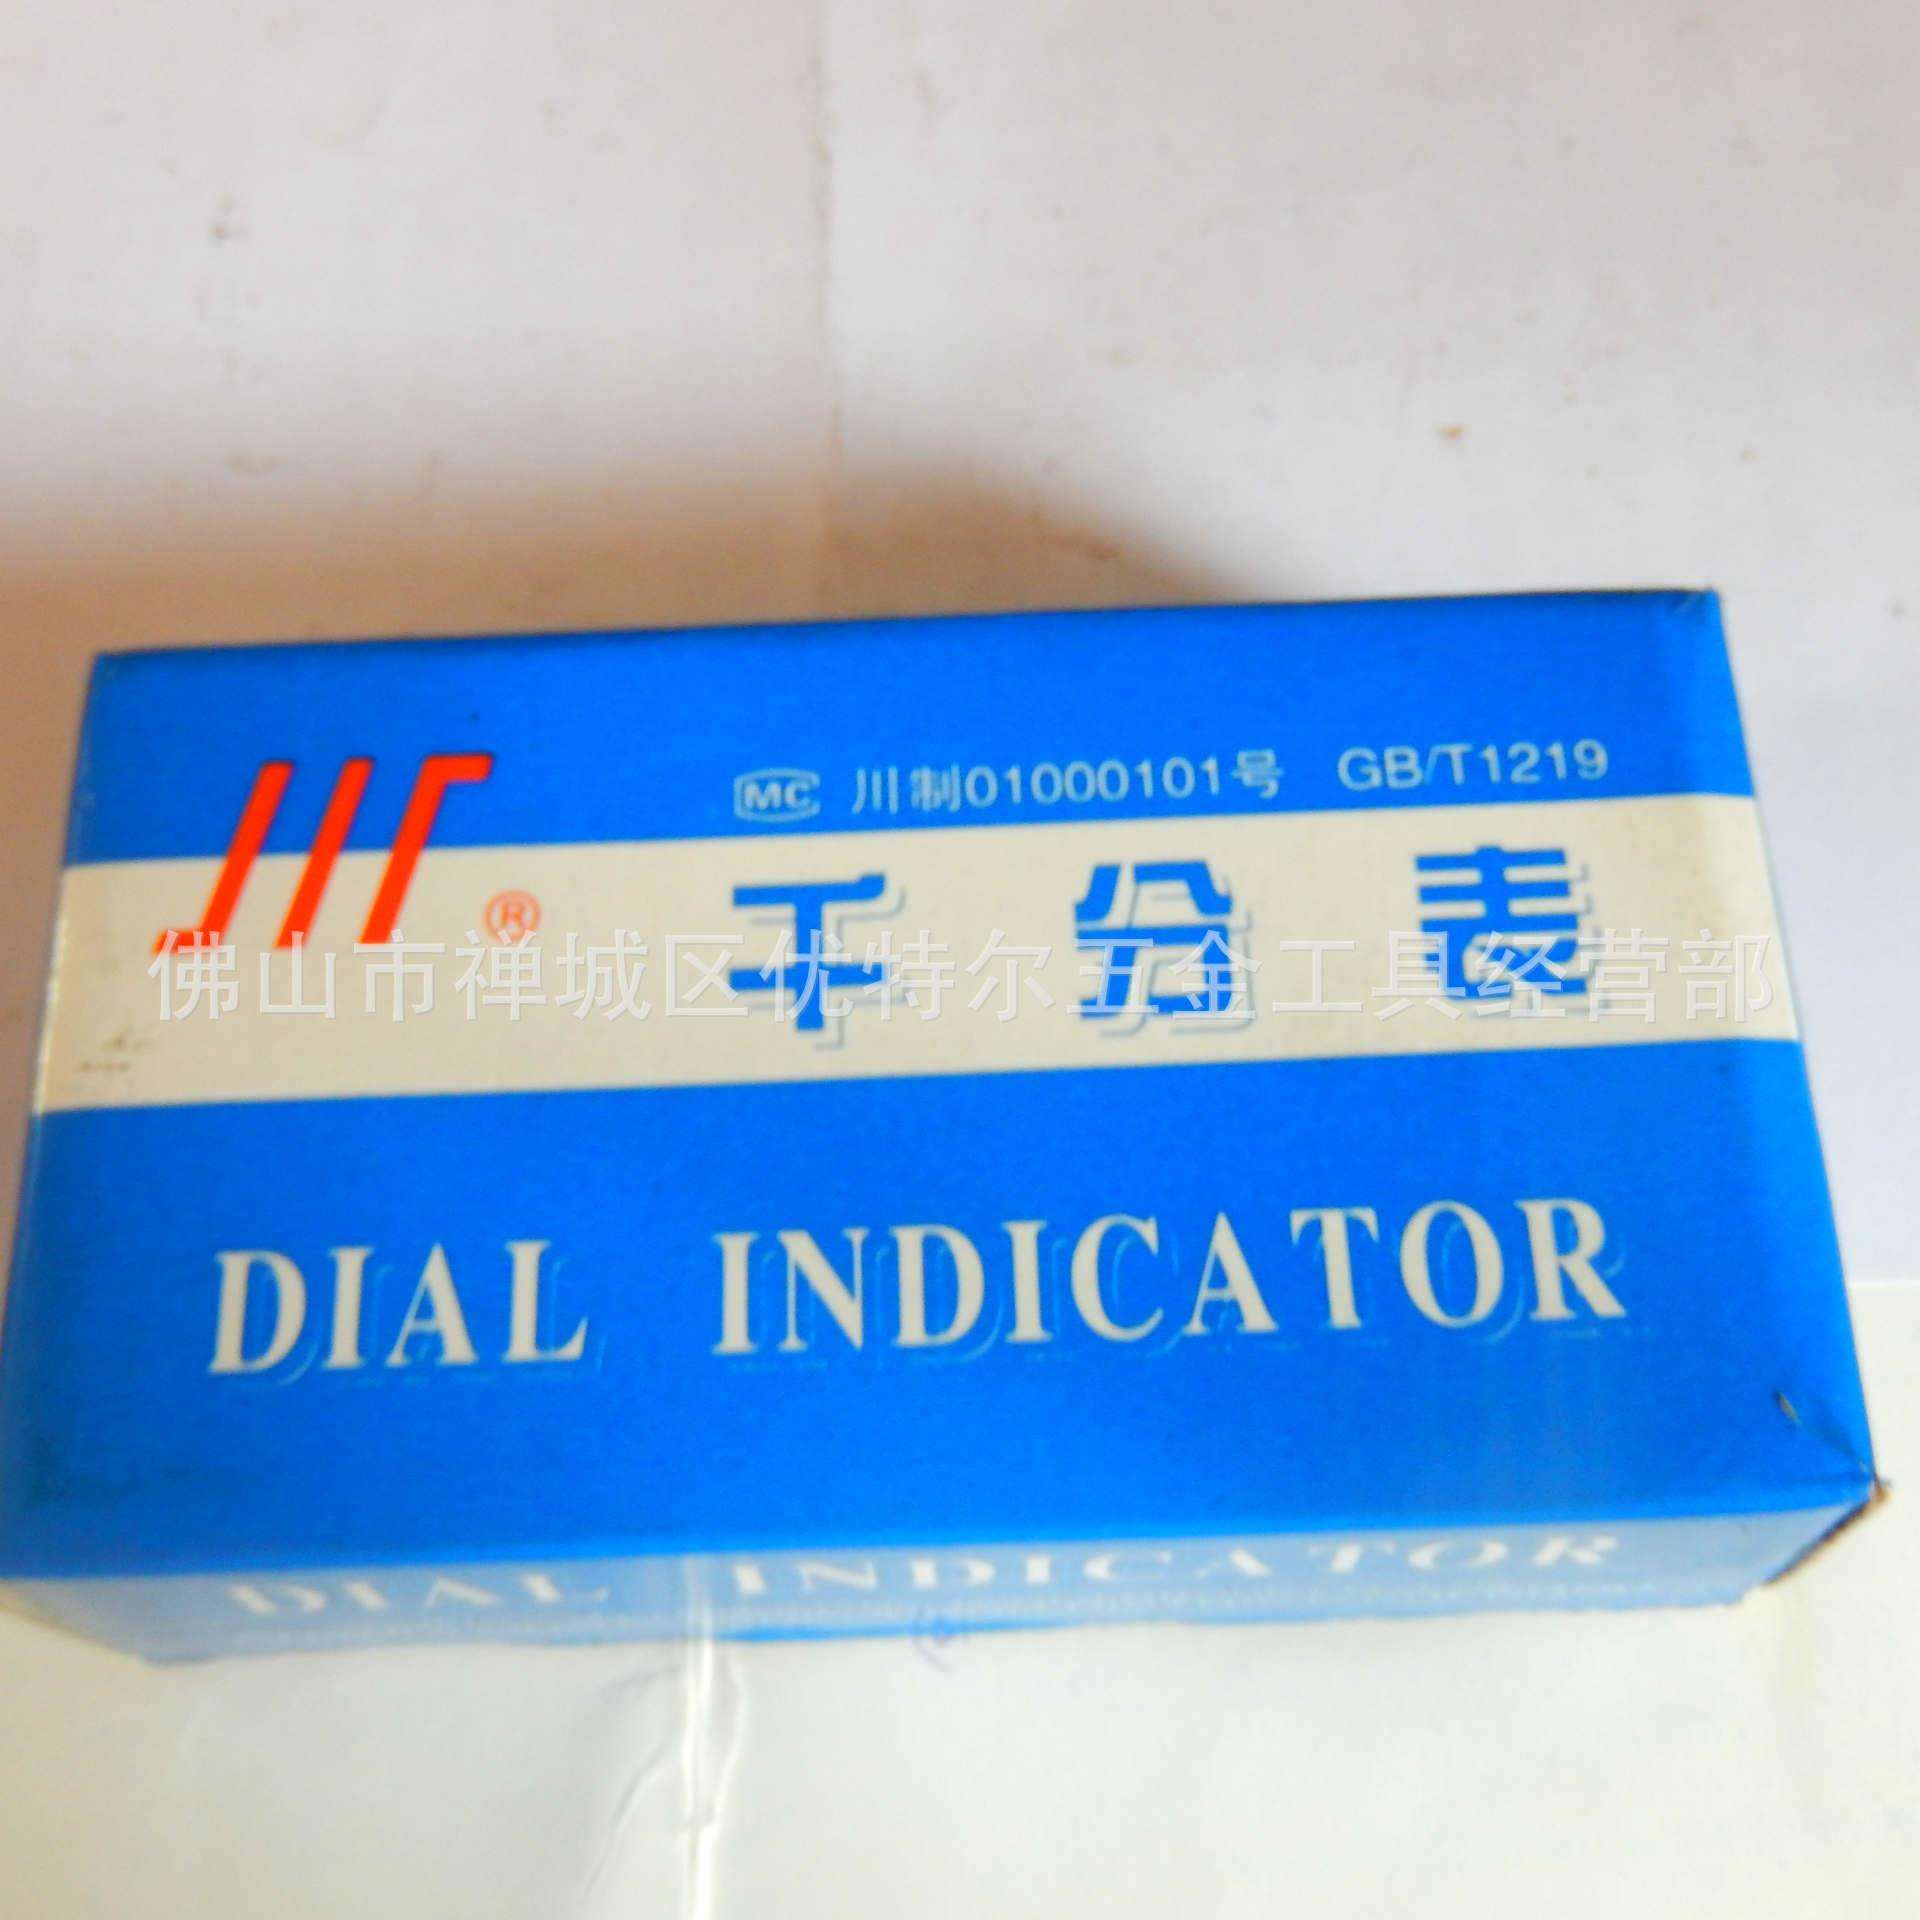 MC 川制01000101号 GB/T1219
川 ® 千分表
佛山市禅城区优特尔五金工具经营部
DIAL INDICATOR
DIAL INDICATOR